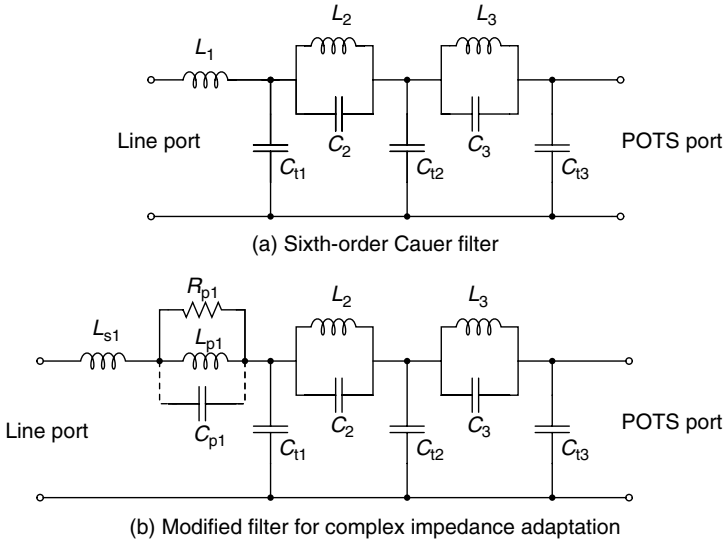 L2
L3
L1
Line port
C2
C3
POTS port
Ct1
Ct2
Ct3
(a) Sixth-order Cauer filter
Rp1
L2
L3
Ls1
Lp1
Line port
Cp1
C2
C3
POTS port
Ct1
Ct2
Ct3
(b) Modified filter for complex impedance adaptation